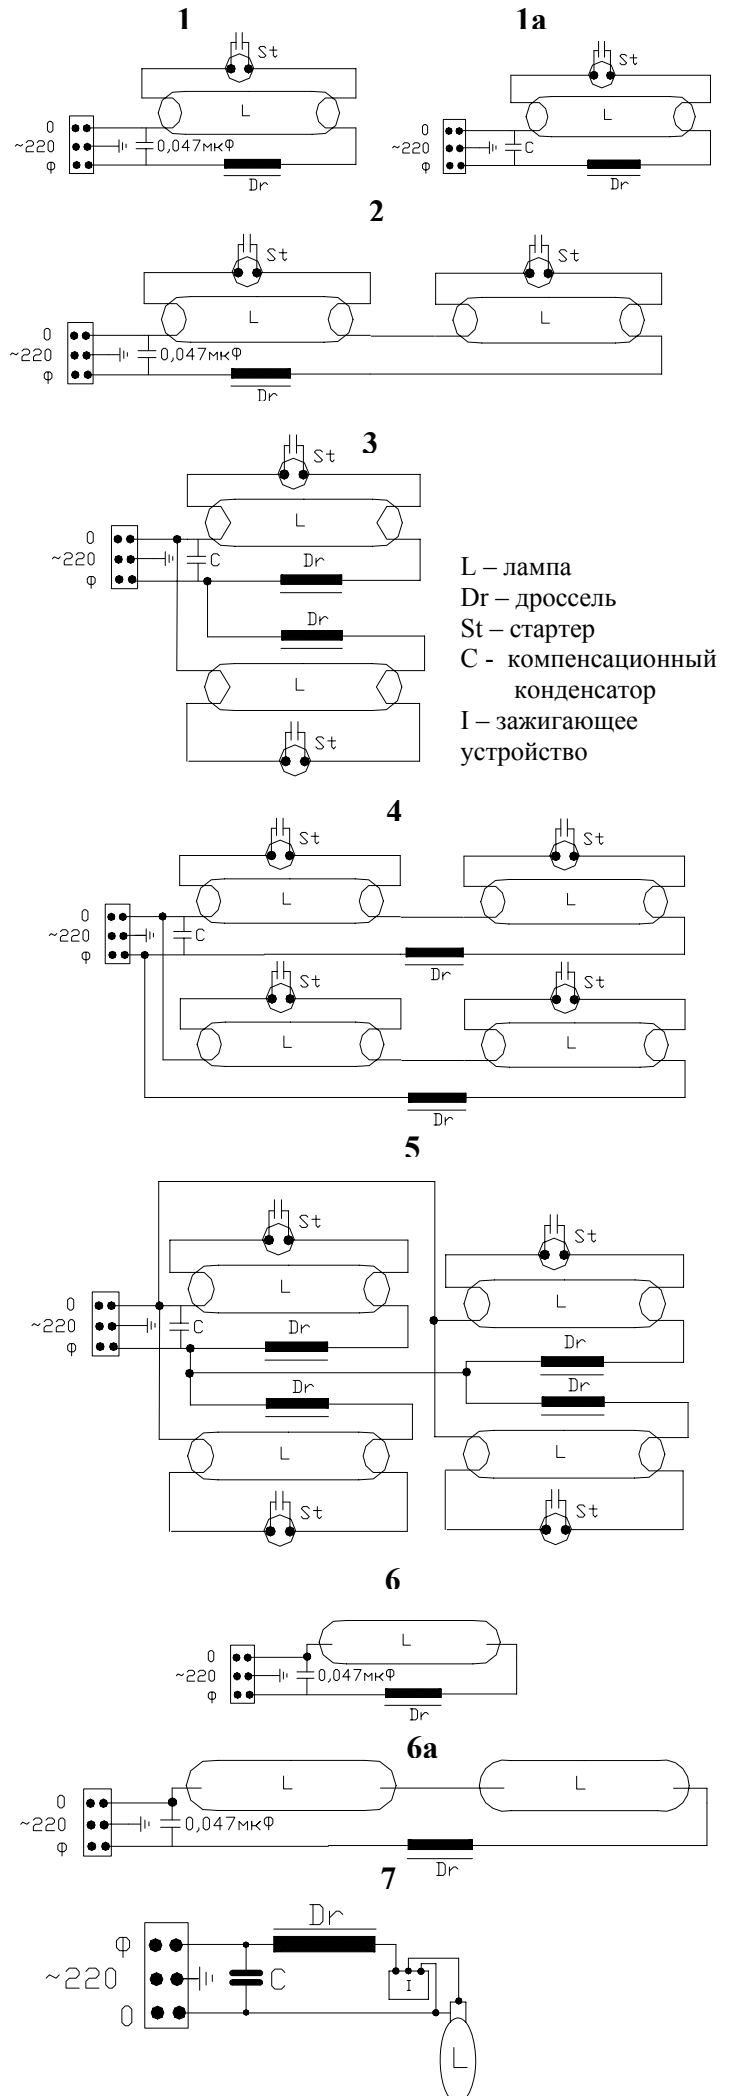 1
1а
St
St
L
L
0
~220
Ф
0,047мкФ
Dr
0
~220
Ф
C
Dr
2
St
St
L
L
0
~220
Ф
0,047мкФ
Dr
3
St
L
0
~220
Ф
C
Dr
Dr
L
St
L – лампа
Dr – дроссель
St – стартер
C - компенсационный
конденсатор
I – зажигающее
устройство
4
St
St
L
L
0
~220
Ф
C
Dr
St
St
L
L
Dr
5
St
St
L
L
0
~220
Ф
C
Dr
Dr
Dr
Dr
L
L
St
St
6
L
0
~220
Ф
0,047мкФ
Dr
6а
L
L
0
~220
Ф
0,047мкФ
Dr
7
Dr
Ф
~220
0
C
I
L